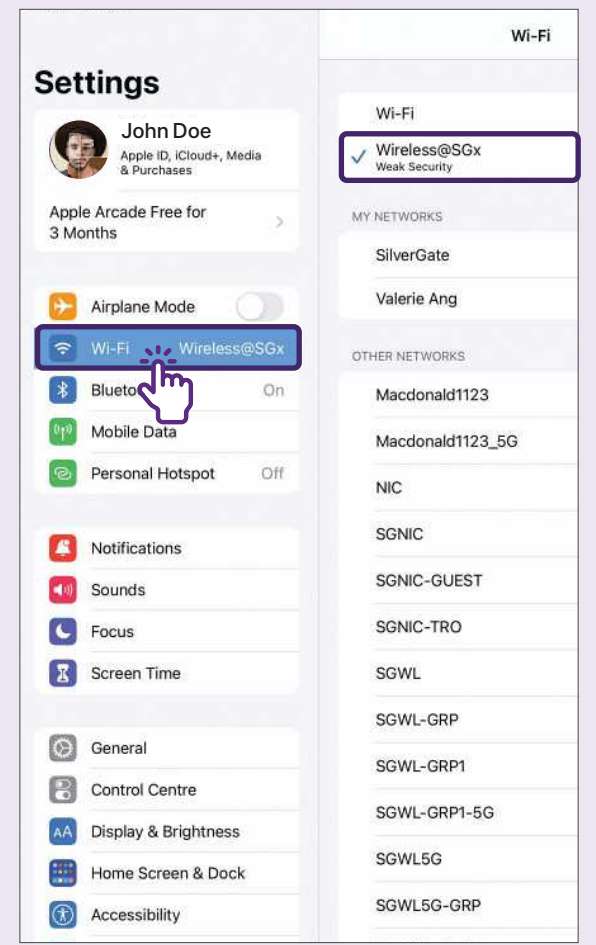 Settings
John Doe
Apple ID, iCloud+, Media
& Purchases
Apple Arcade Free for
3 Months
Airplane Mode
Wi-Fi Wireless@SGx
Blueto On
Mobile Data
Personal Hotspot Off
Notifications
Sounds
Focus
Screen Time
General
Control Centre
AA Display & Brightness
Home Screen & Dock
Accessibility
Wi-Fi
Wi-Fi
Wireless@SGx
Weak Security
MY NETWORKS
SilverGate
Valerie Ang
OTHER NETWORKS
Macdonald1123
Macdonald1123_5G
NIC
SGNIC
SGNIC-GUEST
SGNIC-TRO
SGWL
SGWL-GRP
SGWL-GRP1
SGWL-GRP1-5G
SGWL5G
SGWL5G-GRP